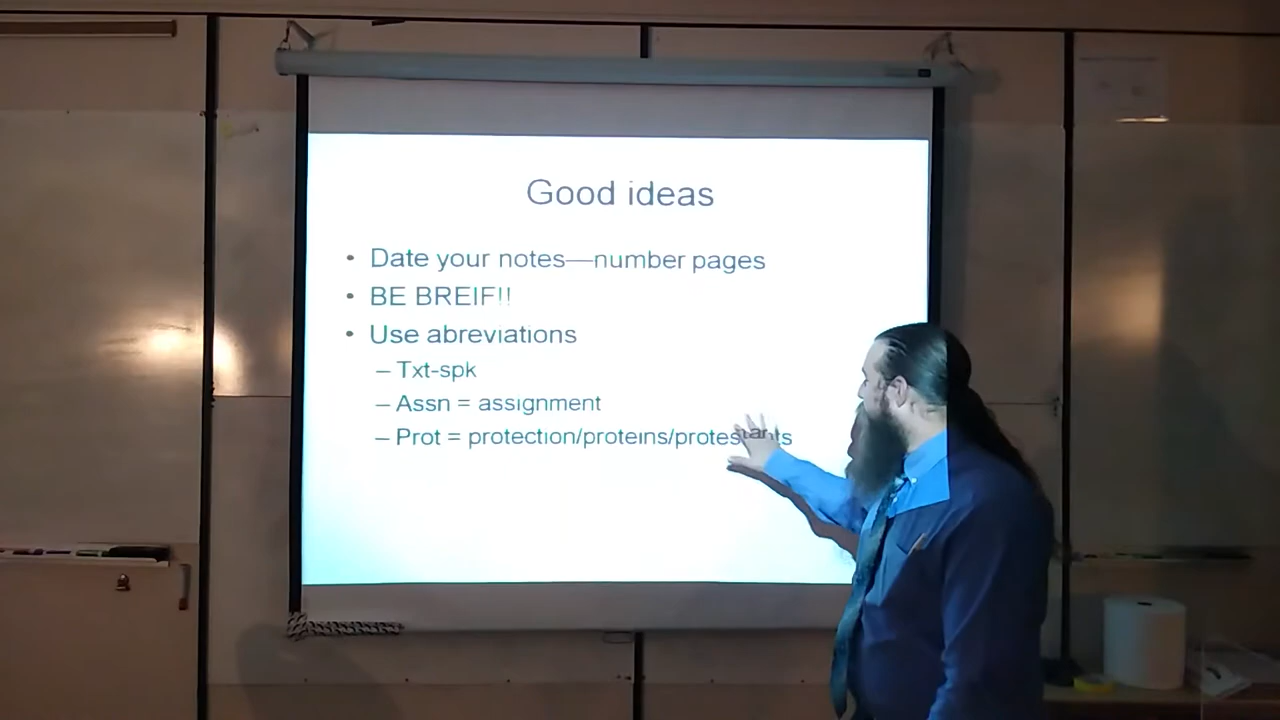 Good ideas
• Date your notes—number pages
• BE BREIF!!
• Use abreviations
– Txt-spk
– Assn = assignment
– Prot = protection/proteins/protestants